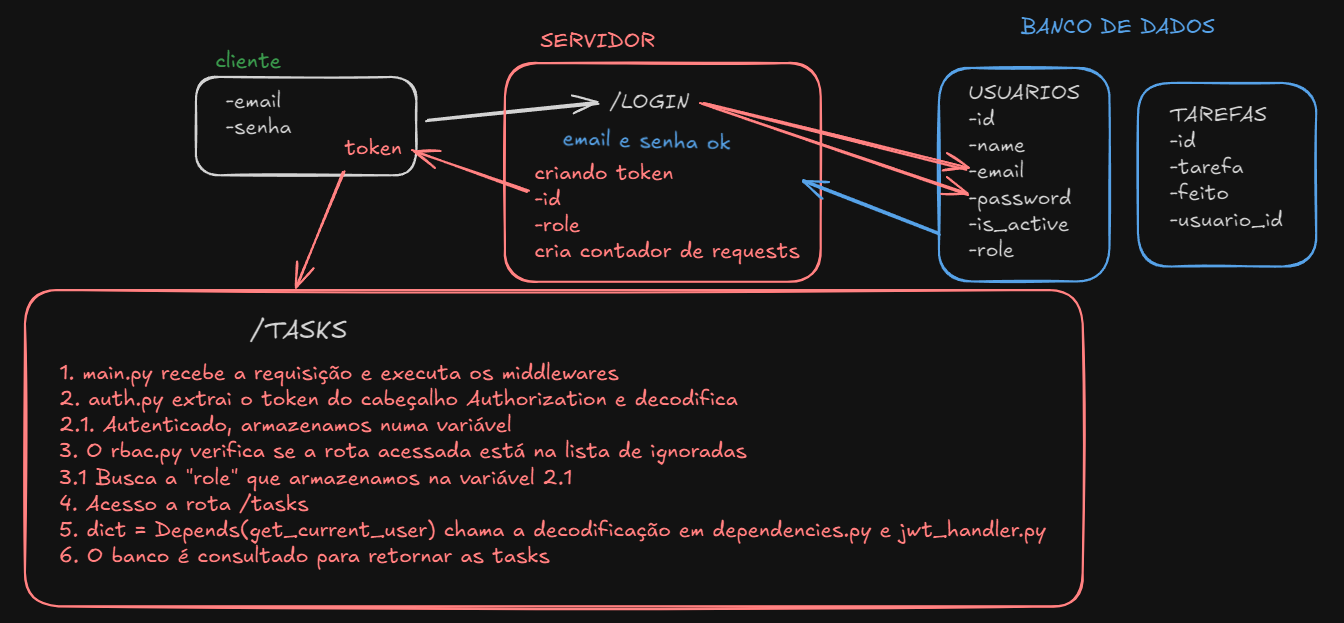 cliente
-email
-senha
token
SERVIDOR
/LOGIN
email e senha ok
criando token
-id
-role
cria contador de requests
BANCO DE DADOS
USUARIOS
-id
-name
-email
-password
-is_active
-role
TAREFAS
-id
-tarefa
-feito
-usuario_id
/TASKS
1. main.py recebe a requisição e executa os middlewares
2. auth.py extrai o token do cabeçalho Authorization e decodifica
2.1. Autenticado, armazenamos numa variável
3. O rbac.py verifica se a rota acessada está na lista de ignoradas
3.1 Busca a "role" que armazenamos na variável 2.1
4. Acesso a rota /tasks
5. dict = Depends(get_current_user) chama a decodificação em dependencies.py e jwt_handler.py
6. O banco é consultado para retornar as tasks